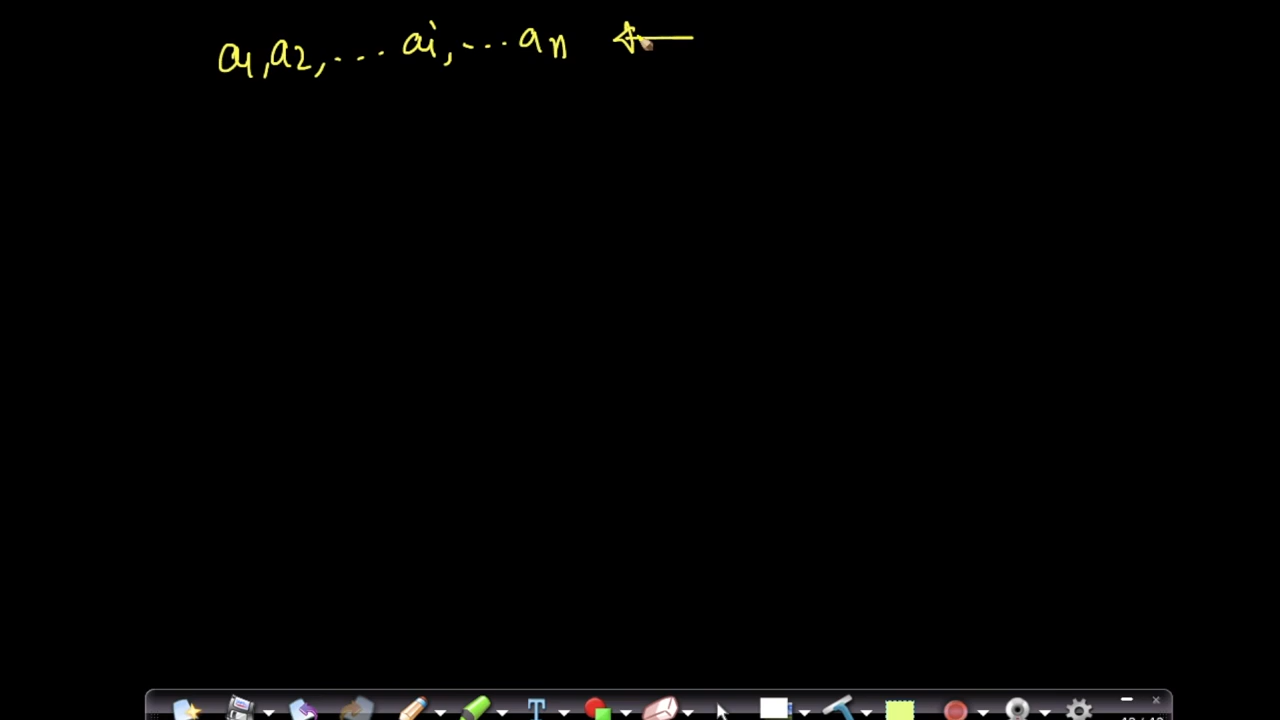 a1, a2, ... ai, ... an ←